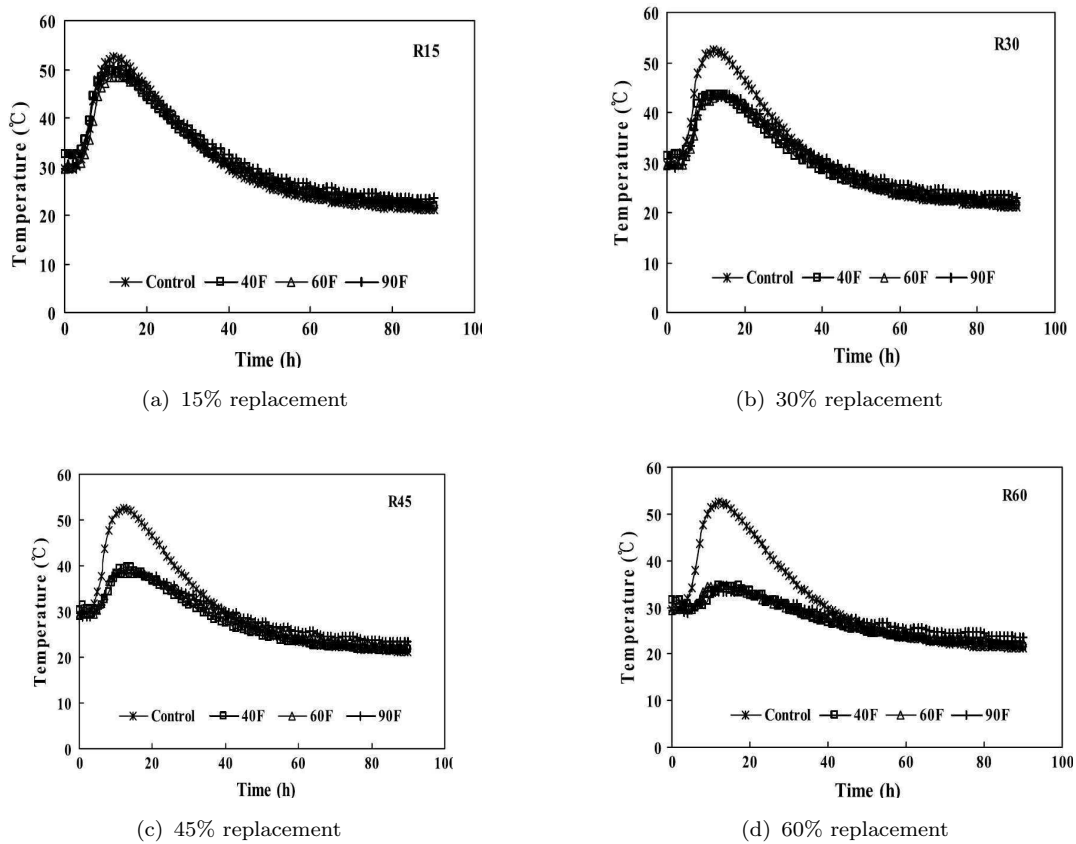 60
50
40
30
20
10
0
Temperature (℃)
R15
Control 40F 60F 90F
0 20 40 60 80 100
Time (h)
(a) 15% replacement
60
50
40
30
20
10
0
Temperature (℃)
R30
Control 40F 60F 90F
0 20 40 60 80 100
Time (h)
(b) 30% replacement
60
50
40
30
20
10
0
Temperature (℃)
R45
Control 40F 60F 90F
0 20 40 60 80 100
Time (h)
(c) 45% replacement
60
50
40
30
20
10
0
Temperature (℃)
R60
Control 40F 60F 90F
0 20 40 60 80 100
Time (h)
(d) 60% replacement